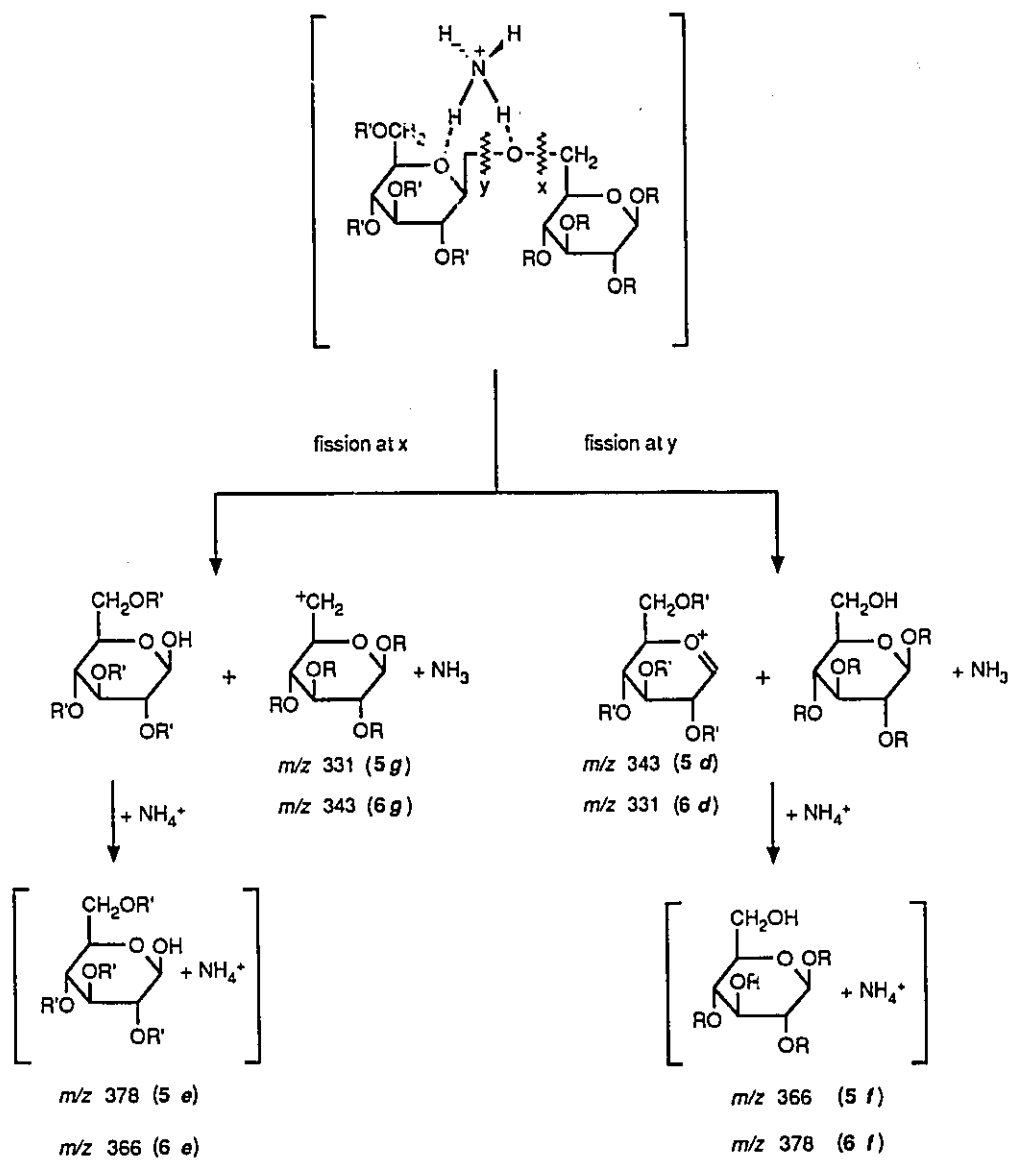 H H
+
N
H H
R'OCH2
O y O x CH2
OR' O OR
R'O OR
OR' RO
OR
fission at x fission at y
CH2OR' +CH2 CH2OR' CH2OH
O OH O OR O+ O OR
OR' + OR + NH3 OR' + OR + NH3
R'O RO R'O RO
OR' OR OR' OR
m/z 331 (5 g) m/z 343 (5 d)
m/z 343 (6 g) m/z 331 (6 d)
+ NH4+ + NH4+
CH2OR' CH2OH
O OH O OR
OR' + NH4+ OR + NH4+
R'O RO
OR' OR
m/z 378 (5 e) m/z 366 (5 f)
m/z 366 (6 e) m/z 378 (6 f)